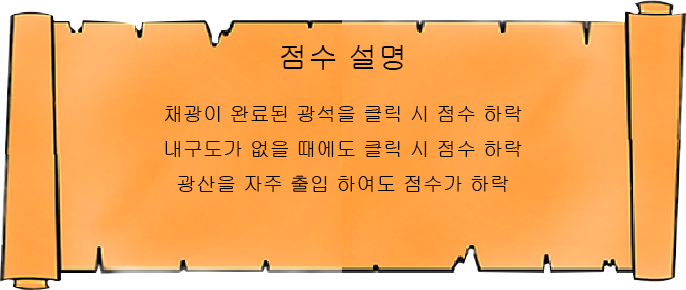 점수 설명
채광이 완료된 광석을 클릭 시 점수 하락
내구도가 없을 때에도 클릭 시 점수 하락
광산을 자주 출입 하여도 점수가 하락